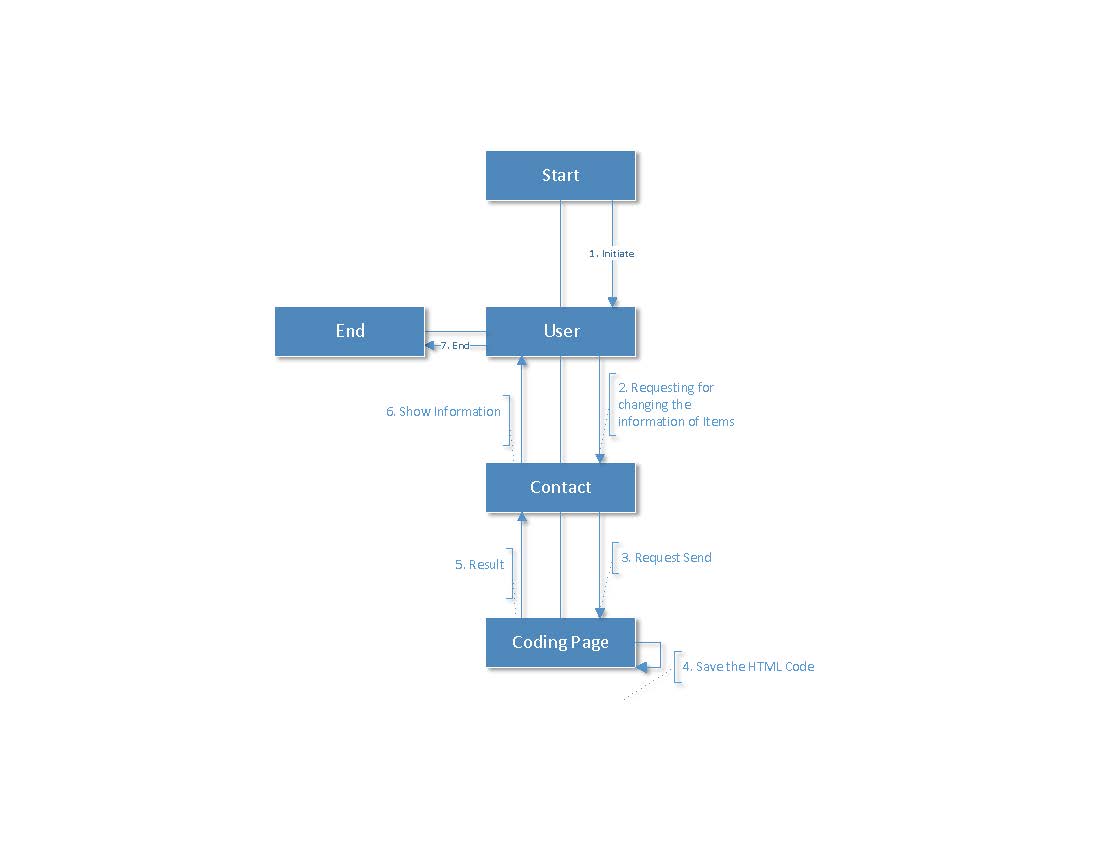 Start
1. Initiate
End
User
7. End
2. Requesting for
changing the
information of Items
6. Show Information
Contact
3. Request Send
5. Result
Coding Page
4. Save the HTML Code